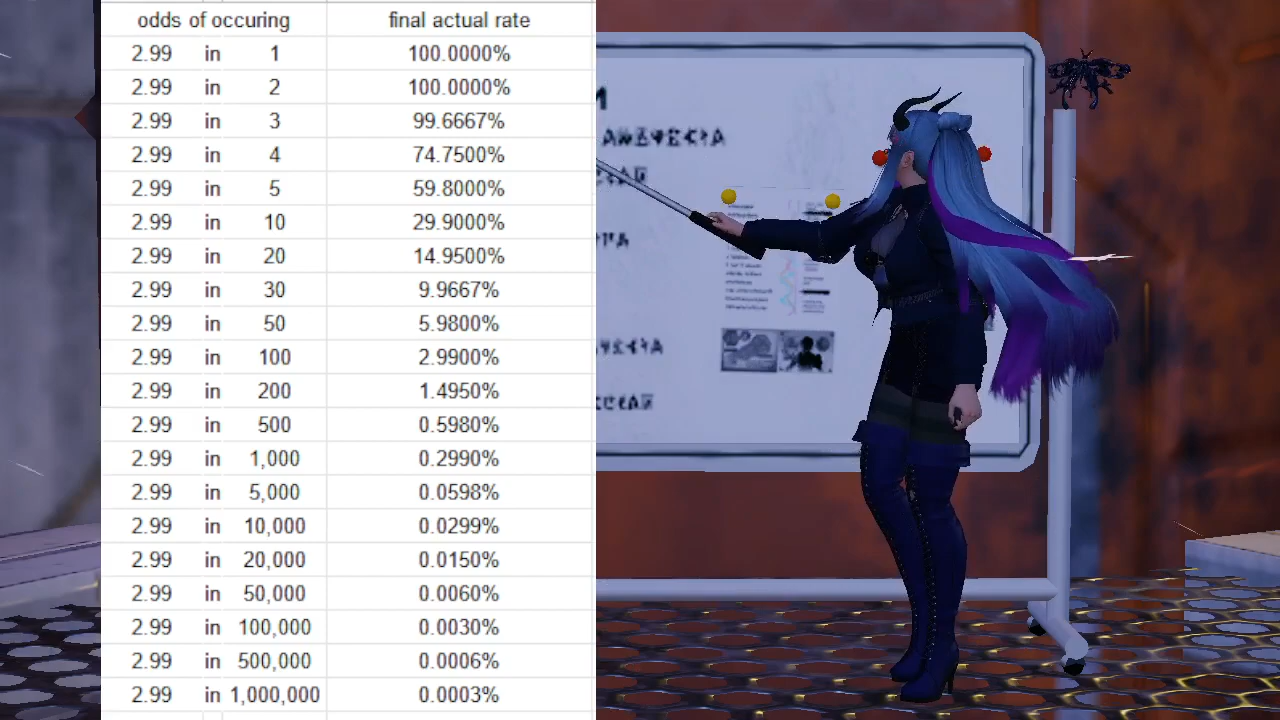 odds of occuring final actual rate
2.99 in 1 100.0000%
2.99 in 2 100.0000%
2.99 in 3 99.6667%
2.99 in 4 74.7500%
2.99 in 5 59.8000%
2.99 in 10 29.9000%
2.99 in 20 14.9500%
2.99 in 30 9.9667%
2.99 in 50 5.9800%
2.99 in 100 2.9900%
2.99 in 200 1.4950%
2.99 in 500 0.5980%
2.99 in 1,000 0.2990%
2.99 in 5,000 0.0598%
2.99 in 10,000 0.0299%
2.99 in 20,000 0.0150%
2.99 in 50,000 0.0060%
2.99 in 100,000 0.0030%
2.99 in 500,000 0.0006%
2.99 in 1,000,000 0.0003%